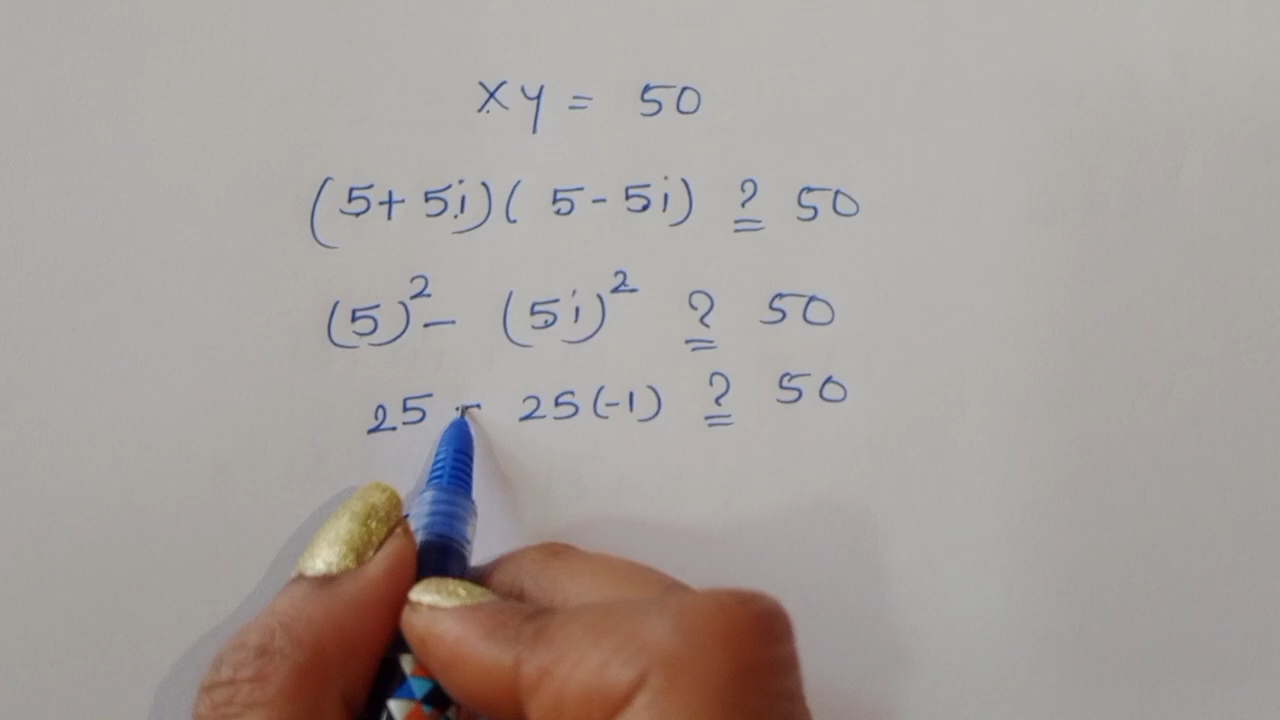 xy = 50
(5+5i)(5-5i) ≟ 50
(5)² - (5i)² ≟ 50
25 - 25(-1) ≟ 50